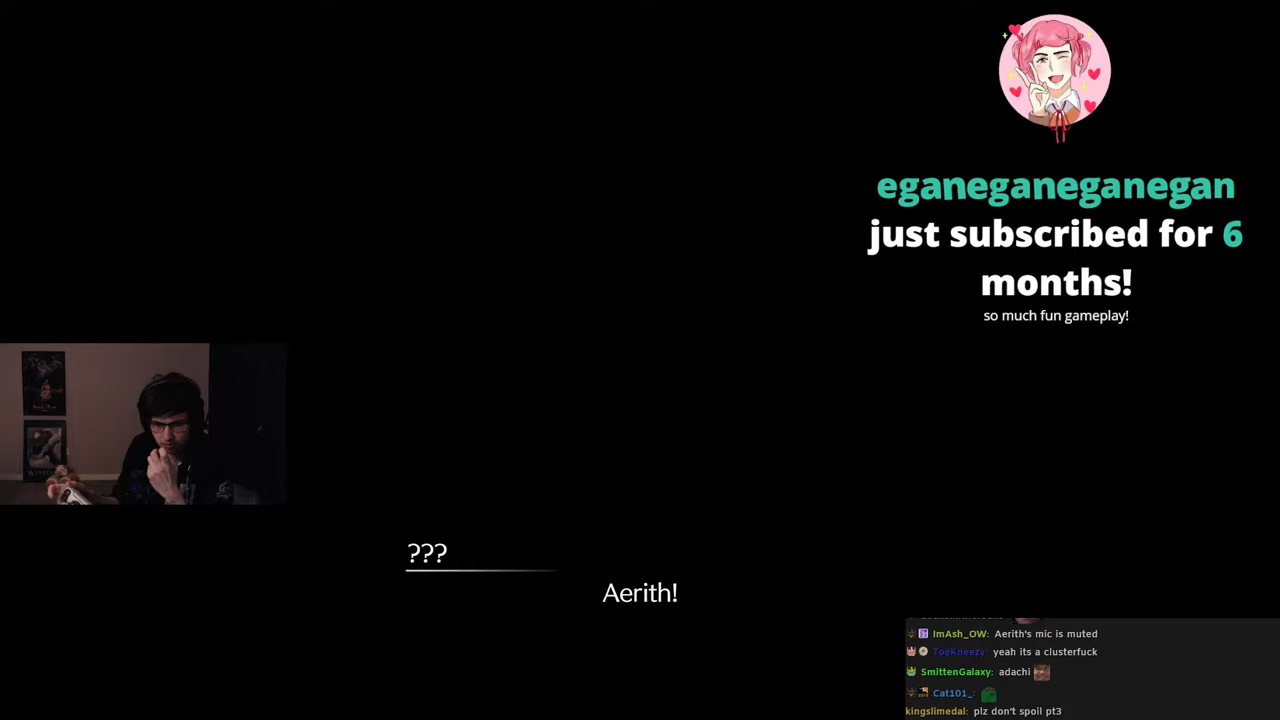 eganeganeganegan
just subscribed for 6
months!
so much fun gameplay!
???
Aerith!
ImAsh_OW: Aerith's mic is muted
ToeKneezy: yeah its a clusterfuck
SmittenGalaxy: adachi
Cat101_:
kingslimedal: plz don't spoil pt3